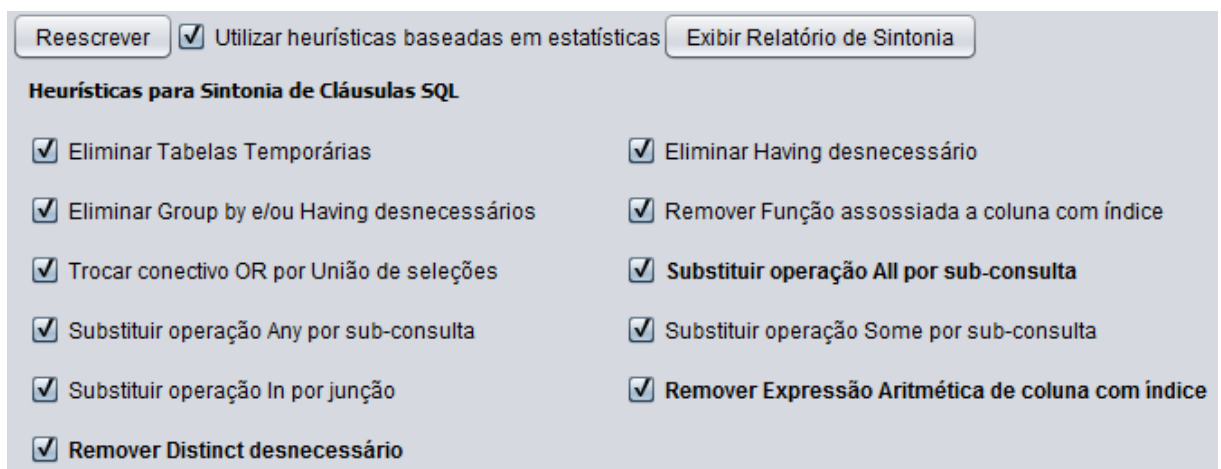 Reescrever Utilizar heurísticas baseadas em estatísticas Exibir Relatório de Sintonia
Heurísticas para Sintonia de Cláusulas SQL
Eliminar Tabelas Temporárias Eliminar Having desnecessário
Eliminar Group by e/ou Having desnecessários Remover Função assossiada a coluna com índice
Trocar conectivo OR por União de seleções Substituir operação All por sub-consulta
Substituir operação Any por sub-consulta Substituir operação Some por sub-consulta
Substituir operação In por junção Remover Expressão Aritmética de coluna com índice
Remover Distinct desnecessário